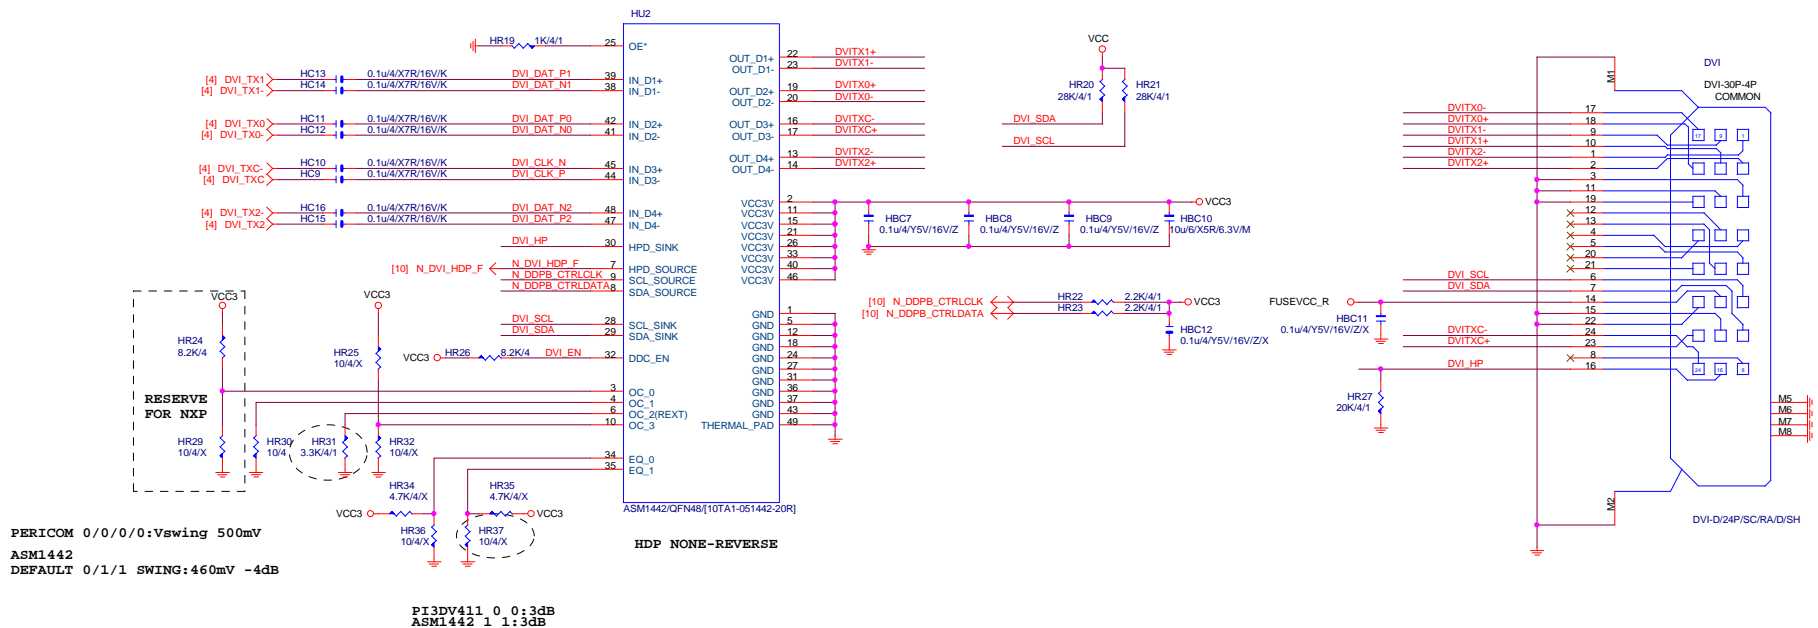 HU2
HR19 1K/4/1 25 OE*
[4] DVI_TX1 HC13 0.1u/4/X7R/16V/K DVI_DAT_P1 39 IN_D1+
[4] DVI_TX1- HC14 0.1u/4/X7R/16V/K DVI_DAT_N1 38 IN_D1-
[4] DVI_TX0 HC11 0.1u/4/X7R/16V/K DVI_DAT_P0 42 IN_D2+
[4] DVI_TX0- HC12 0.1u/4/X7R/16V/K DVI_DAT_N0 41 IN_D2-
[4] DVI_TXC- HC10 0.1u/4/X7R/16V/K DVI_CLK_N 45 IN_D3+
[4] DVI_TXC HC9 0.1u/4/X7R/16V/K DVI_CLK_P 44 IN_D3-
[4] DVI_TX2- HC16 0.1u/4/X7R/16V/K DVI_DAT_N2 48 IN_D4+
[4] DVI_TX2 HC15 0.1u/4/X7R/16V/K DVI_DAT_P2 47 IN_D4-
DVI_HP 30 HPD_SINK
[10] N_DVI_HDP_F N_DVI_HDP_F 7 HPD_SOURCE
N_DDPB_CTRLCLK 9 SCL_SOURCE
N_DDPB_CTRLDATA 8 SDA_SOURCE
DVI_SCL 28 SCL_SINK
DVI_SDA 29 SDA_SINK
VCC3 HR26 8.2K/4 DVI_EN 32 DDC_EN
3 OC_0
4 OC_1
6 OC_2(REXT)
10 OC_3
34 EQ_0
35 EQ_1
VCC3
HR24
8.2K/4
RESERVE
FOR NXP
HR29
10/4/X
HR30
10/4
HR31
3.3K/4/1
VCC3
HR25
10/4/X
HR32
10/4/X
HR34
4.7K/4/X
VCC3
HR36
10/4/X
HR35
4.7K/4/X
VCC3
HR37
10/4/X
OUT_D1+ 22 DVITX1+
OUT_D1- 23 DVITX1-
OUT_D2+ 19 DVITX0+
OUT_D2- 20 DVITX0-
OUT_D3+ 16 DVITXC-
OUT_D3- 17 DVITXC+
OUT_D4+ 13 DVITX2-
OUT_D4- 14 DVITX2+
VCC3V 2 VCC3
VCC3V 11
VCC3V 15
VCC3V 21
VCC3V 26
VCC3V 33
VCC3V 40
VCC3V 46
GND 1
GND 5
GND 12
GND 18
GND 24
GND 27
GND 31
GND 36
GND 37
GND 43
THERMAL_PAD 49
ASM1442/QFN48/[10TA1-051442-20R]
HDP NONE-REVERSE
VCC
HR20
28K/4/1
HR21
28K/4/1
DVI_SDA
DVI_SCL
HBC7
0.1u/4/Y5V/16V/Z
HBC8
0.1u/4/Y5V/16V/Z
HBC9
0.1u/4/Y5V/16V/Z
HBC10
10u/6/X5R/6.3V/M
[10] N_DDPB_CTRLCLK HR22 2.2K/4/1 VCC3
[10] N_DDPB_CTRLDATA HR23 2.2K/4/1
HBC12
0.1u/4/Y5V/16V/Z/X
DVI
DVI-30P-4P
COMMON
M1
DVITX0- 17
DVITX0+ 18
DVITX1- 9
DVITX1+ 10
DVITX2- 1
DVITX2+ 2
3
11
19
12
13
4
5
20
21
DVI_SCL 6
DVI_SDA 7
FUSEVCC_R 14
15
22
HBC11
0.1u/4/Y5V/16V/Z/X
DVITXC- 24
DVITXC+ 23
8
DVI_HP 16
HR27
20K/4/1
17 9 1
24 16 8
M5
M6
M7
M8
M2
DVI-D/24P/SC/RA/D/SH
PERICOM 0/0/0/0:Vswing 500mV
ASM1442
DEFAULT 0/1/1 SWING:460mV -4dB
PI3DV411 0 0:3dB
ASM1442 1 1:3dB